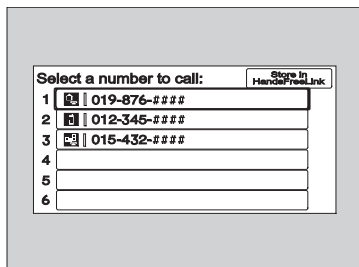 Select a number to call:
Store in
HandsFreeLink
1 019-876-####
2 012-345-####
3 015-432-####
4
5
6